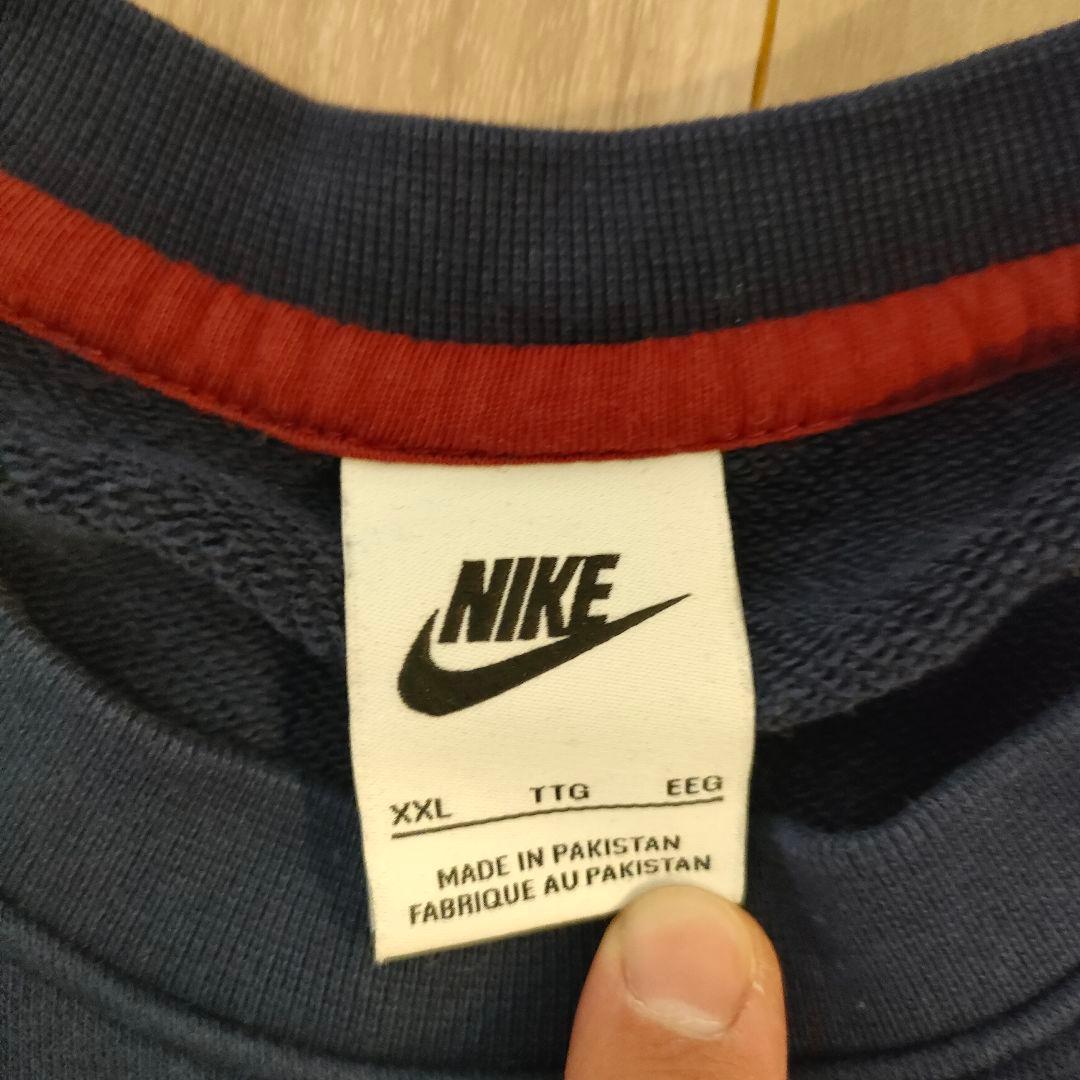 NIKE
XXL TTG EEG
MADE IN PAKISTAN
FABRIQUE AU PAKISTAN